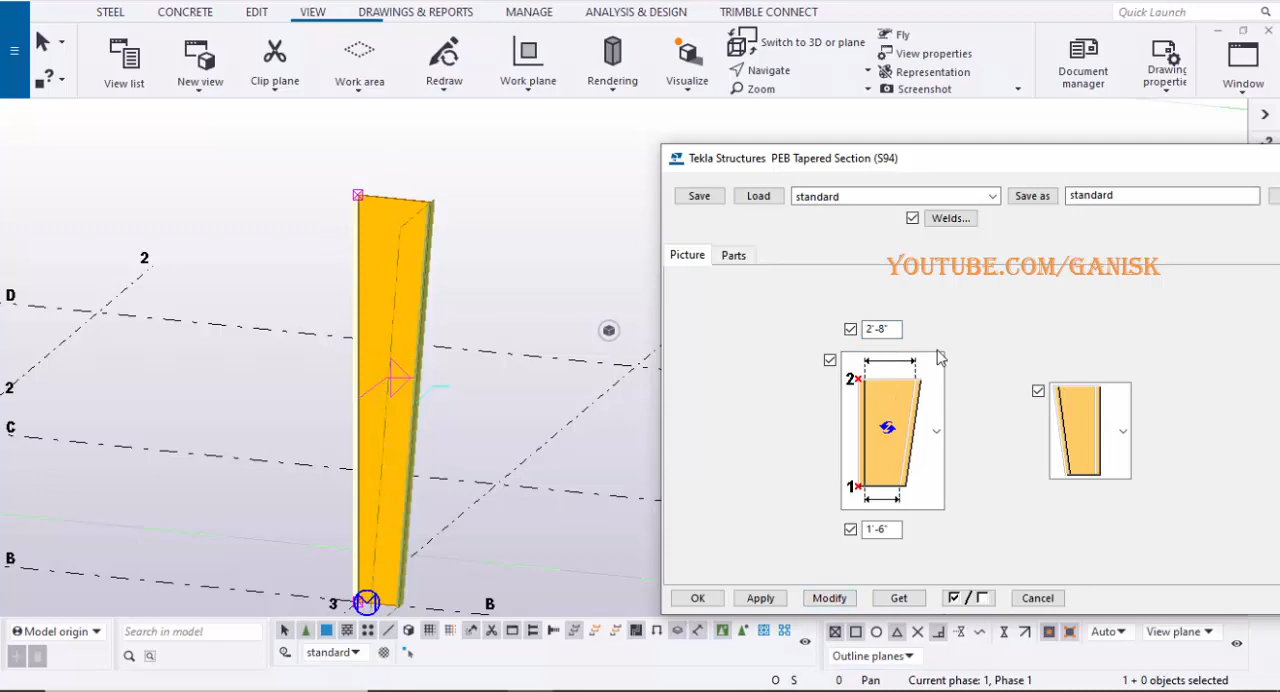 STEEL CONCRETE EDIT VIEW DRAWINGS & REPORTS MANAGE ANALYSIS & DESIGN TRIMBLE CONNECT Quick Launch
View list New view Clip plane Work area Redraw Work plane Rendering Visualize
Switch to 3D or plane
Navigate
Zoom
Fly
View properties
Representation
Screenshot
Document manager
Drawing propertie
Window
Tekla Structures PEB Tapered Section (S94)
Save Load standard Save as standard
Welds...
Picture Parts
YOUTUBE.COM/GANISK
2'-8"
2
1
1'-6"
OK Apply Modify Get / Cancel
2
D
2
C
B
3
B
Model origin Search in model
standard
Auto View plane
Outline planes
O S 0 Pan Current phase: 1, Phase 1 1 + 0 objects selected